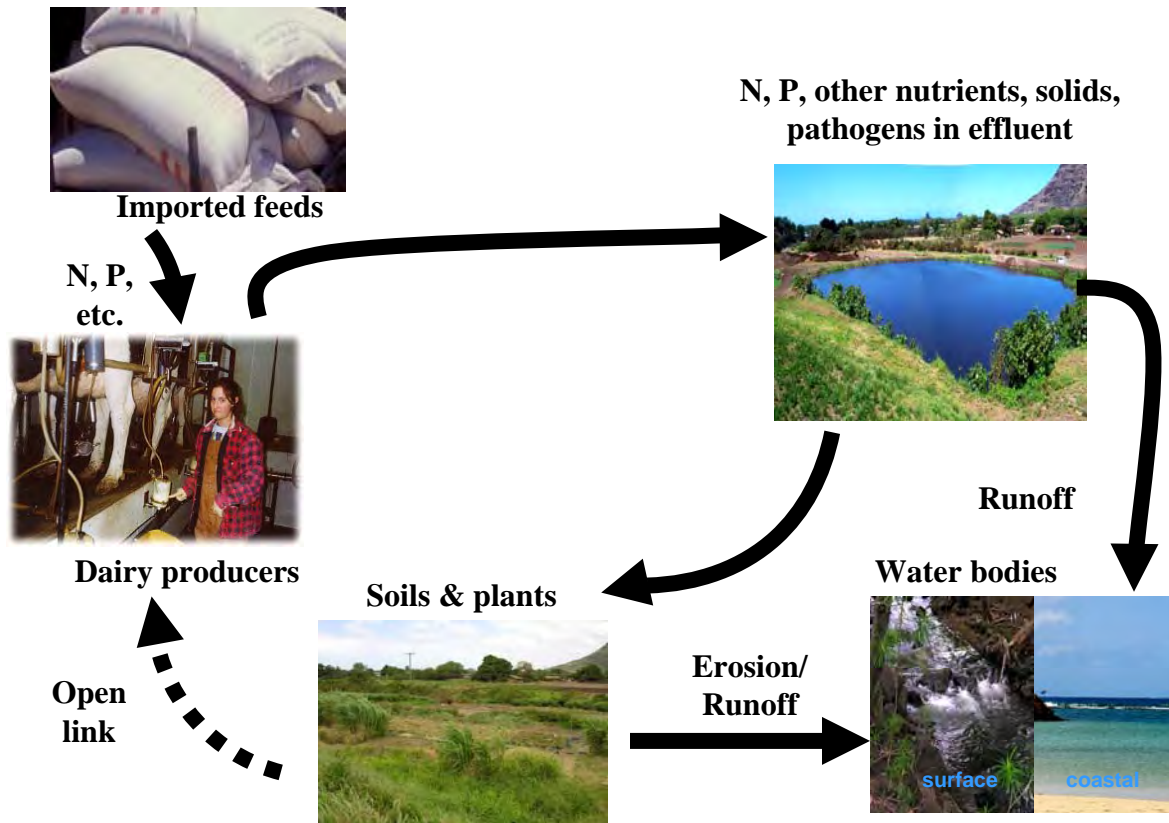 Imported feeds
N, P,
etc.
N, P, other nutrients, solids,
pathogens in effluent
Dairy producers
Soils & plants
Runoff
Water bodies
Open
link
Erosion/
Runoff
surface
coastal